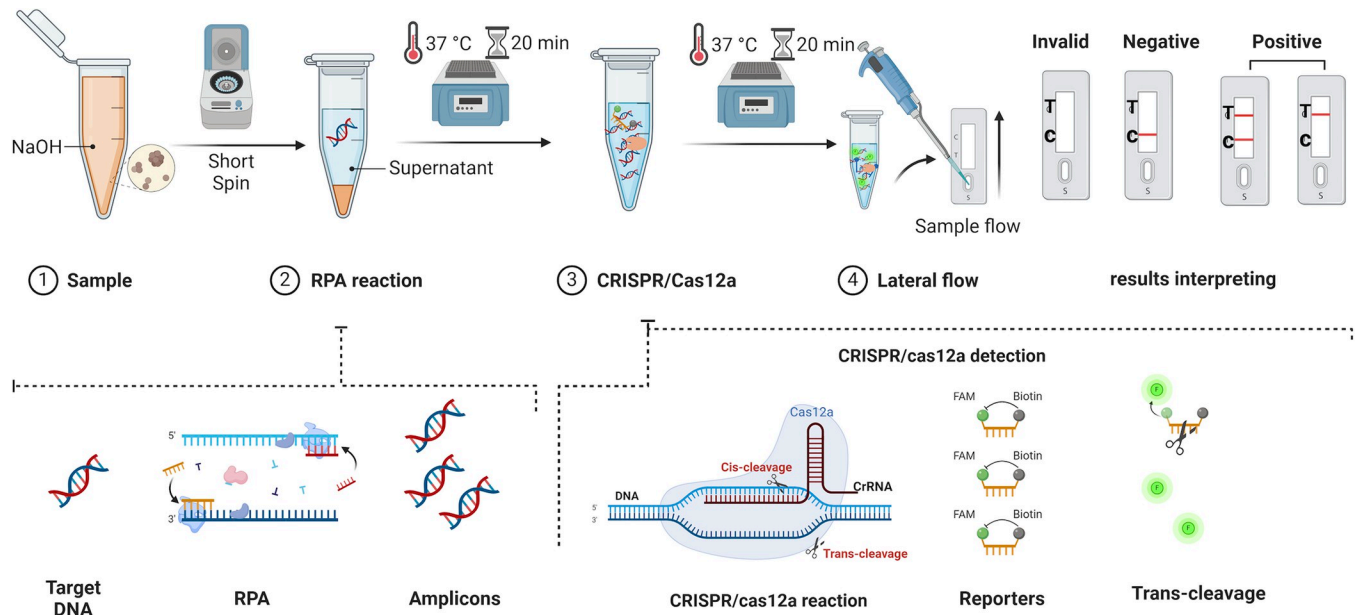 37 °C
20 min
37 °C
20 min
Invalid
Negative
Positive
NaOH
Short
Spin
Supernatant
C
T
S
Sample flow
T
C
S
T
C
S
T
C
S
T
C
S
1 Sample
2 RPA reaction
3 CRISPR/Cas12a
4 Lateral flow
results interpreting
CRISPR/cas12a detection
5'
3'
Cas12a
Cis-cleavage
CrRNA
DNA
5'
3'
Trans-cleavage
FAM
Biotin
FAM
Biotin
FAM
Biotin
F
F
F
Target
DNA
RPA
Amplicons
CRISPR/cas12a reaction
Reporters
Trans-cleavage